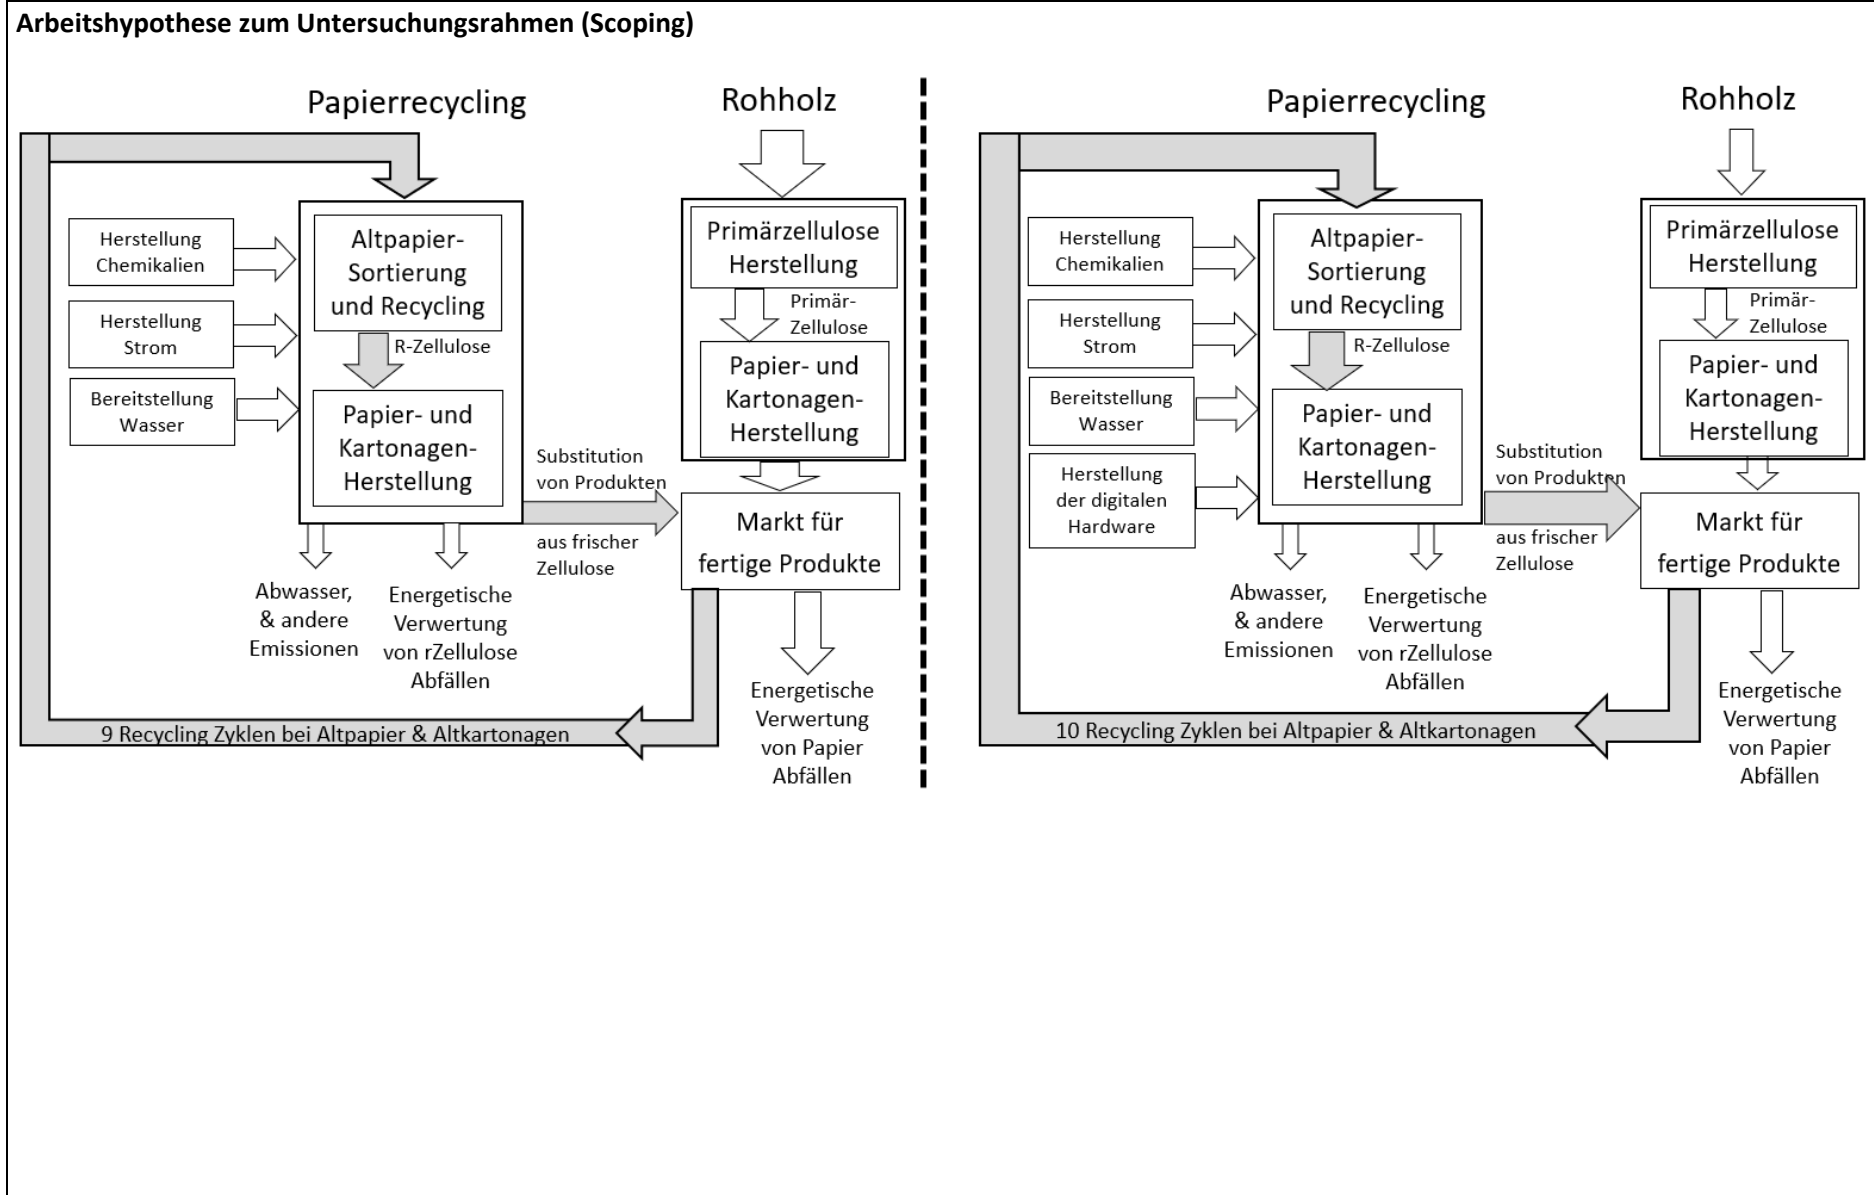 Arbeitshypothese zum Untersuchungsrahmen (Scoping)
Papierrecycling
Rohholz
Herstellung
Chemikalien
Herstellung
Strom
Bereitstellung
Wasser
Altpapier-
Sortierung
und Recycling
R-Zellulose
Papier- und
Kartonagen-
Herstellung
Primärzellulose
Herstellung
Primär-
Zellulose
Papier- und
Kartonagen-
Herstellung
Substitution
von Produkten
aus frischer
Zellulose
Markt für
fertige Produkte
Abwasser,
& andere
Emissionen
Energetische
Verwertung
von rZellulose
Abfällen
Energetische
Verwertung
von Papier
Abfällen
9 Recycling Zyklen bei Altpapier & Altkartonagen
Papierrecycling
Rohholz
Herstellung
Chemikalien
Herstellung
Strom
Bereitstellung
Wasser
Herstellung
der digitalen
Hardware
Altpapier-
Sortierung
und Recycling
R-Zellulose
Papier- und
Kartonagen-
Herstellung
Primärzellulose
Herstellung
Primär-
Zellulose
Papier- und
Kartonagen-
Herstellung
Substitution
von Produkten
aus frischer
Zellulose
Markt für
fertige Produkte
Abwasser,
& andere
Emissionen
Energetische
Verwertung
von rZellulose
Abfällen
Energetische
Verwertung
von Papier
Abfällen
10 Recycling Zyklen bei Altpapier & Altkartonagen